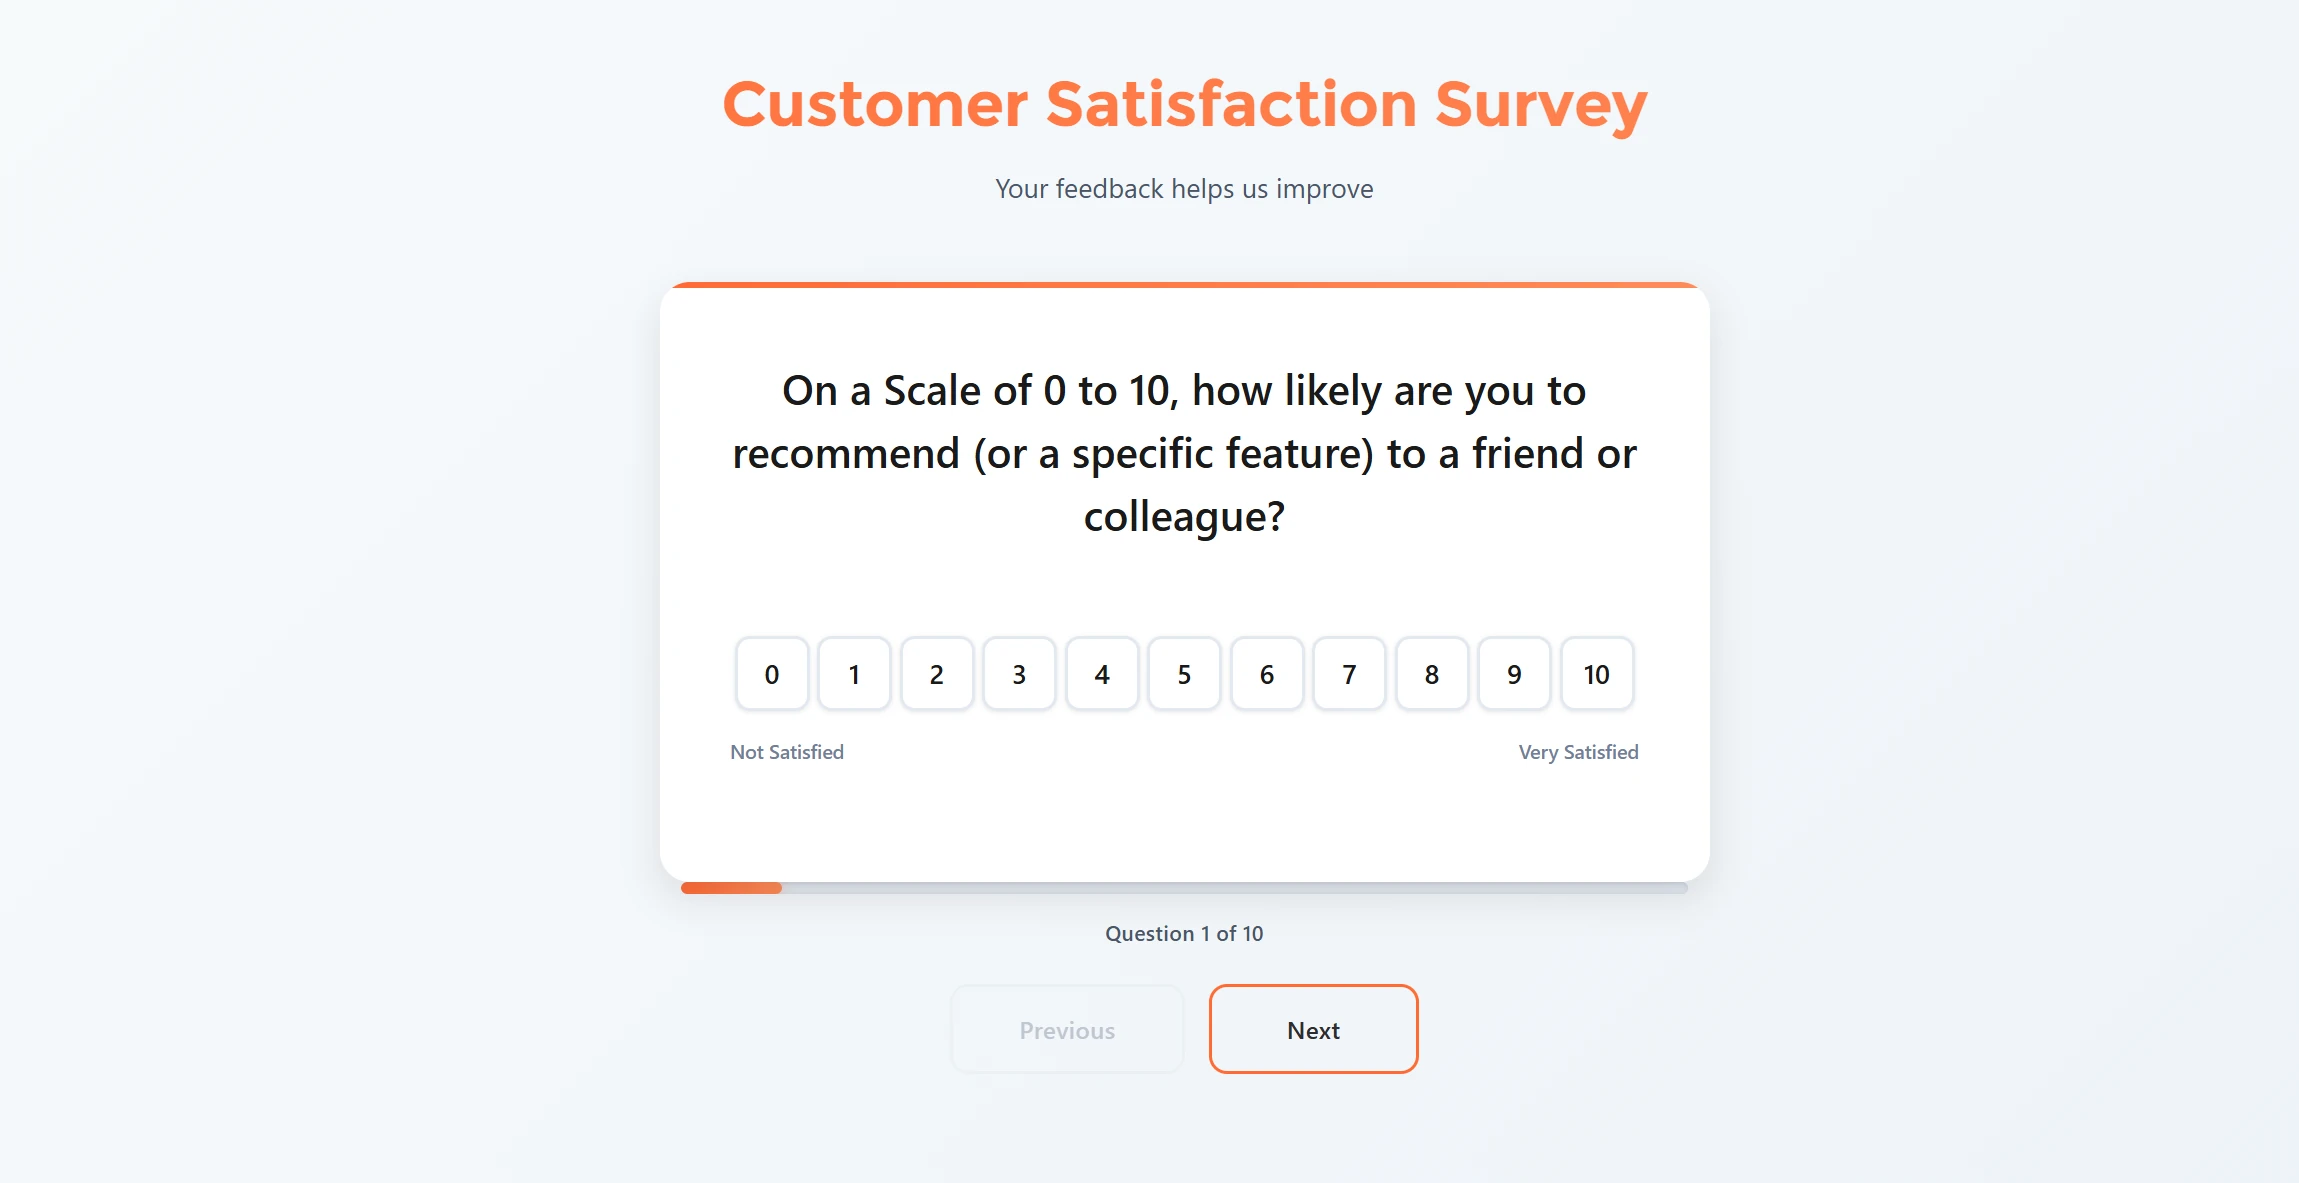 Customer Satisfaction Survey
Your feedback helps us improve
On a Scale of 0 to 10, how likely are you to
recommend (or a specific feature) to a friend or
colleague?
0 1 2 3 4 5 6 7 8 9 10
Not Satisfied Very Satisfied
Question 1 of 10
Previous Next